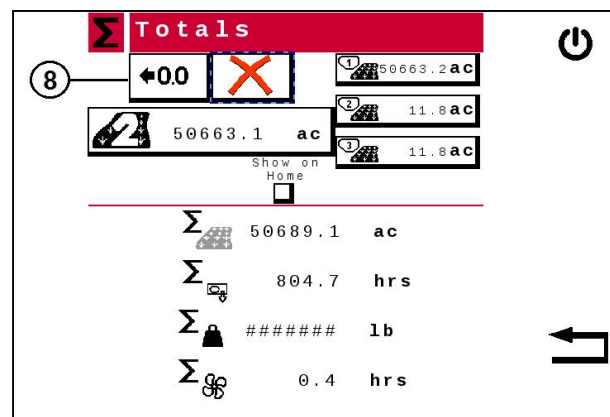 Σ Totals
8
←0.0
1 50663.2 ac
2 11.8 ac
3 11.8 ac
50663.1 ac
Show on
Home
Σ 50689.1 ac
Σ 804.7 hrs
Σ ####### lb
Σ 0.4 hrs